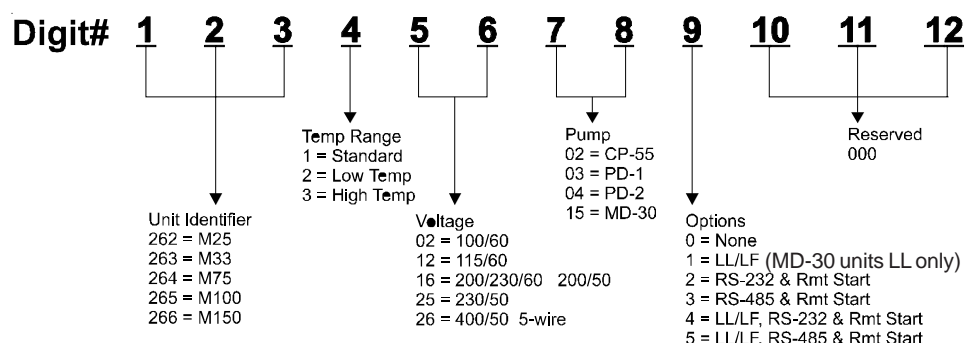 Digit# 1 2 3 4 5 6 7 8 9 10 11 12
Temp Range
1 = Standard
2 = Low Temp
3 = High Temp
Pump
02 = CP-55
03 = PD-1
04 = PD-2
15 = MD-30
Reserved
000
Unit Identifier
262 = M25
263 = M33
264 = M75
265 = M100
266 = M150
Voltage
02 = 100/60
12 = 115/60
16 = 200/230/60 200/50
25 = 230/50
26 = 400/50 5-wire
Options
0 = None
1 = LL/LF (MD-30 units LL only)
2 = RS-232 & Rmt Start
3 = RS-485 & Rmt Start
4 = LL/LF, RS-232 & Rmt Start
5 = LL/LF, RS-485 & Rmt Start